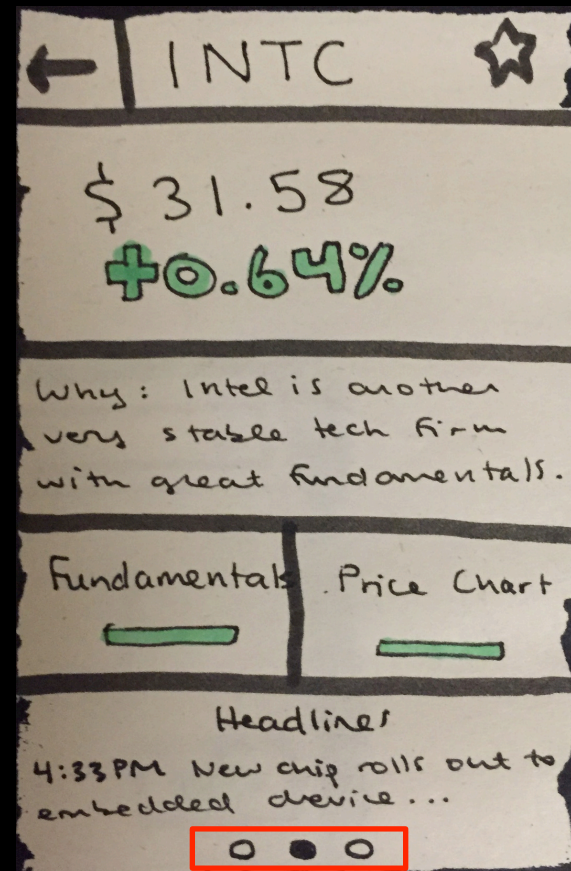 INTC
$31.58
+0.64%
Why: Intel is another
very stable tech firm
with great fundamentals.
Fundamentals
Price Chart
Headlines
4:33PM New chip rolls out to
embedded device...